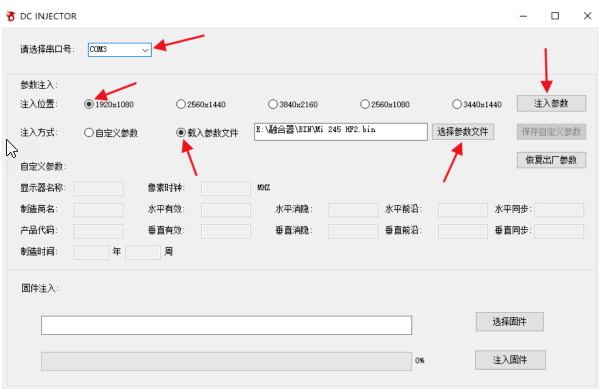 DC INJECTOR
请选择串口号: COM3
参数注入:
注入位置: 1920x1080 2560x1440 3840x2160 2560x1080 3440x1440 注入参数
注入方式: 自定义参数 载入参数文件 E:\融合器\BIN\Mi 245 HF2.bin 选择参数文件 保存自定义参数
恢复出厂参数
自定义参数:
显示器名称: 像素时钟: MHZ
制造商名: 水平有效: 水平消隐: 水平前沿: 水平同步:
产品代码: 垂直有效: 垂直消隐: 垂直前沿: 垂直同步:
制造时间: 年 周
固件注入:
选择固件
0% 注入固件